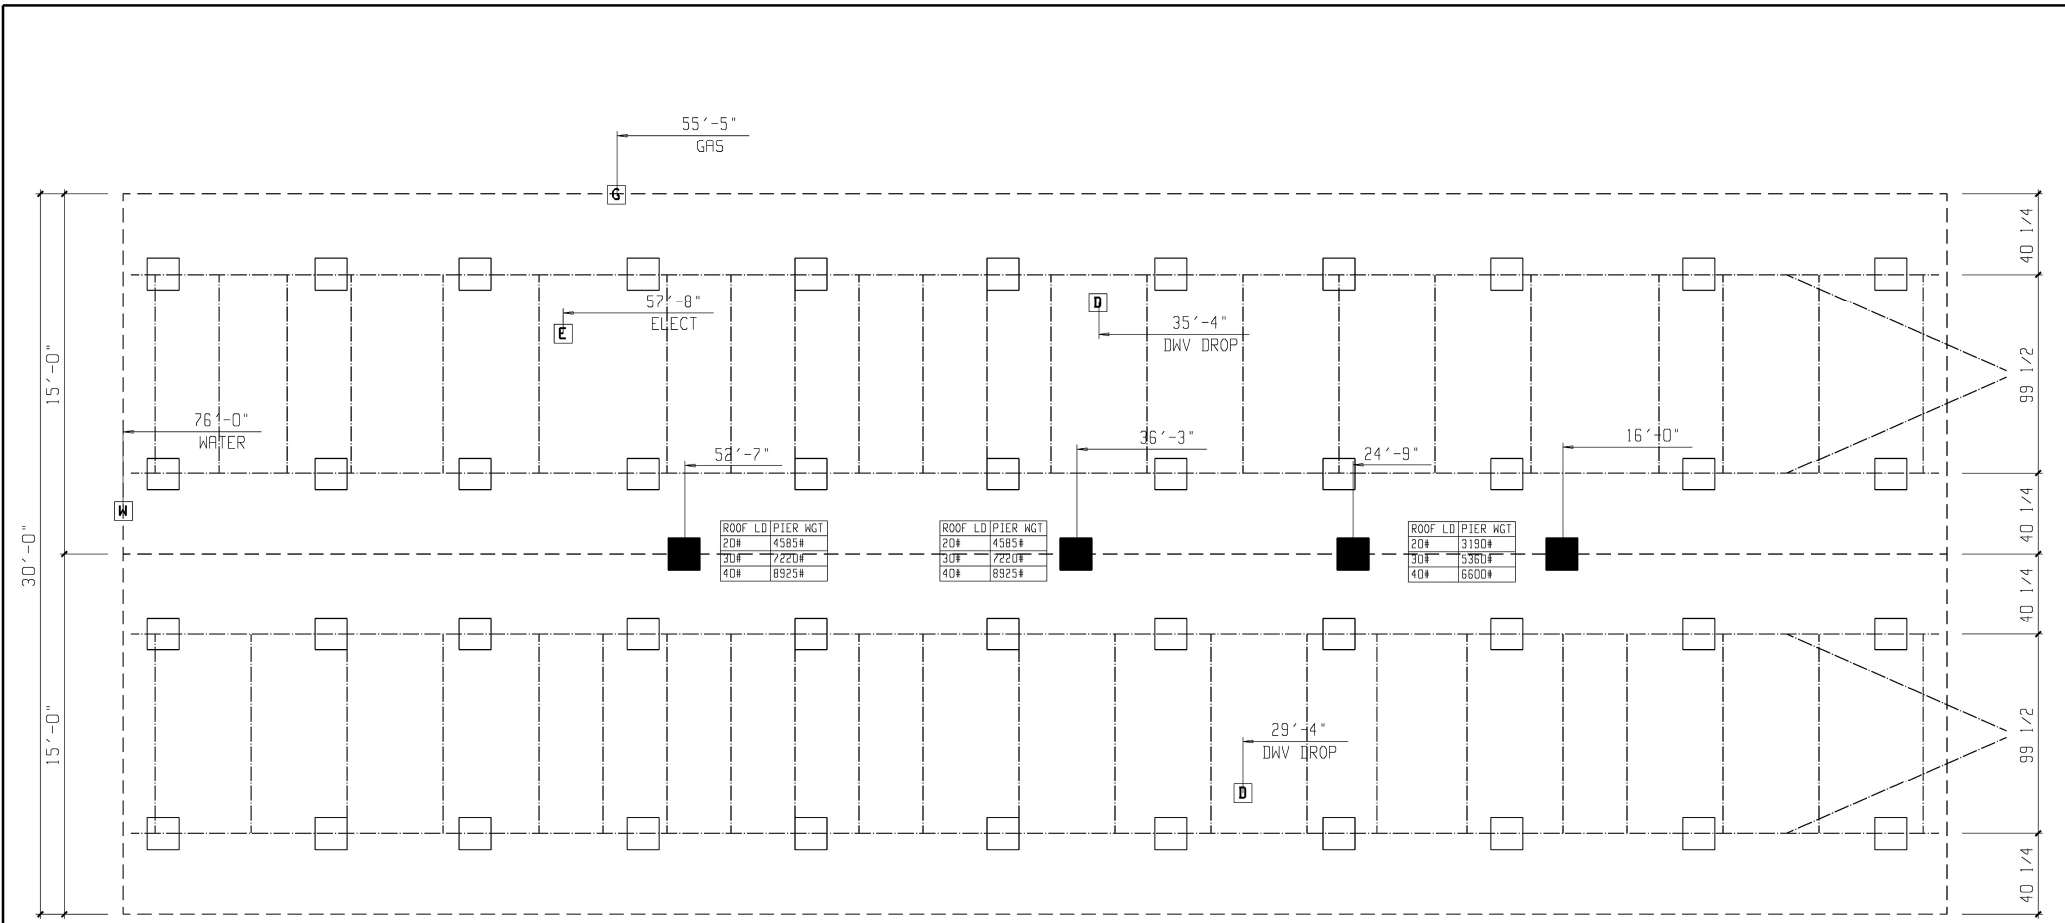 55'-5"
GAS
G
40 1/4
57'-8"
ELECT
E
D
35'-4"
DWV DROP
15'-0"
99 1/2
76'-0"
WATER
52'-7"
36'-3"
24'-9"
16'-0"
W
40 1/4
30'-0"
ROOF LD PIER WGT
20# 4585#
30# 7220#
40# 8925#
ROOF LD PIER WGT
20# 4585#
30# 7220#
40# 8925#
ROOF LD PIER WGT
20# 3190#
30# 5360#
40# 6600#
40 1/4
15'-0"
99 1/2
29'-4"
DWV DROP
D
40 1/4